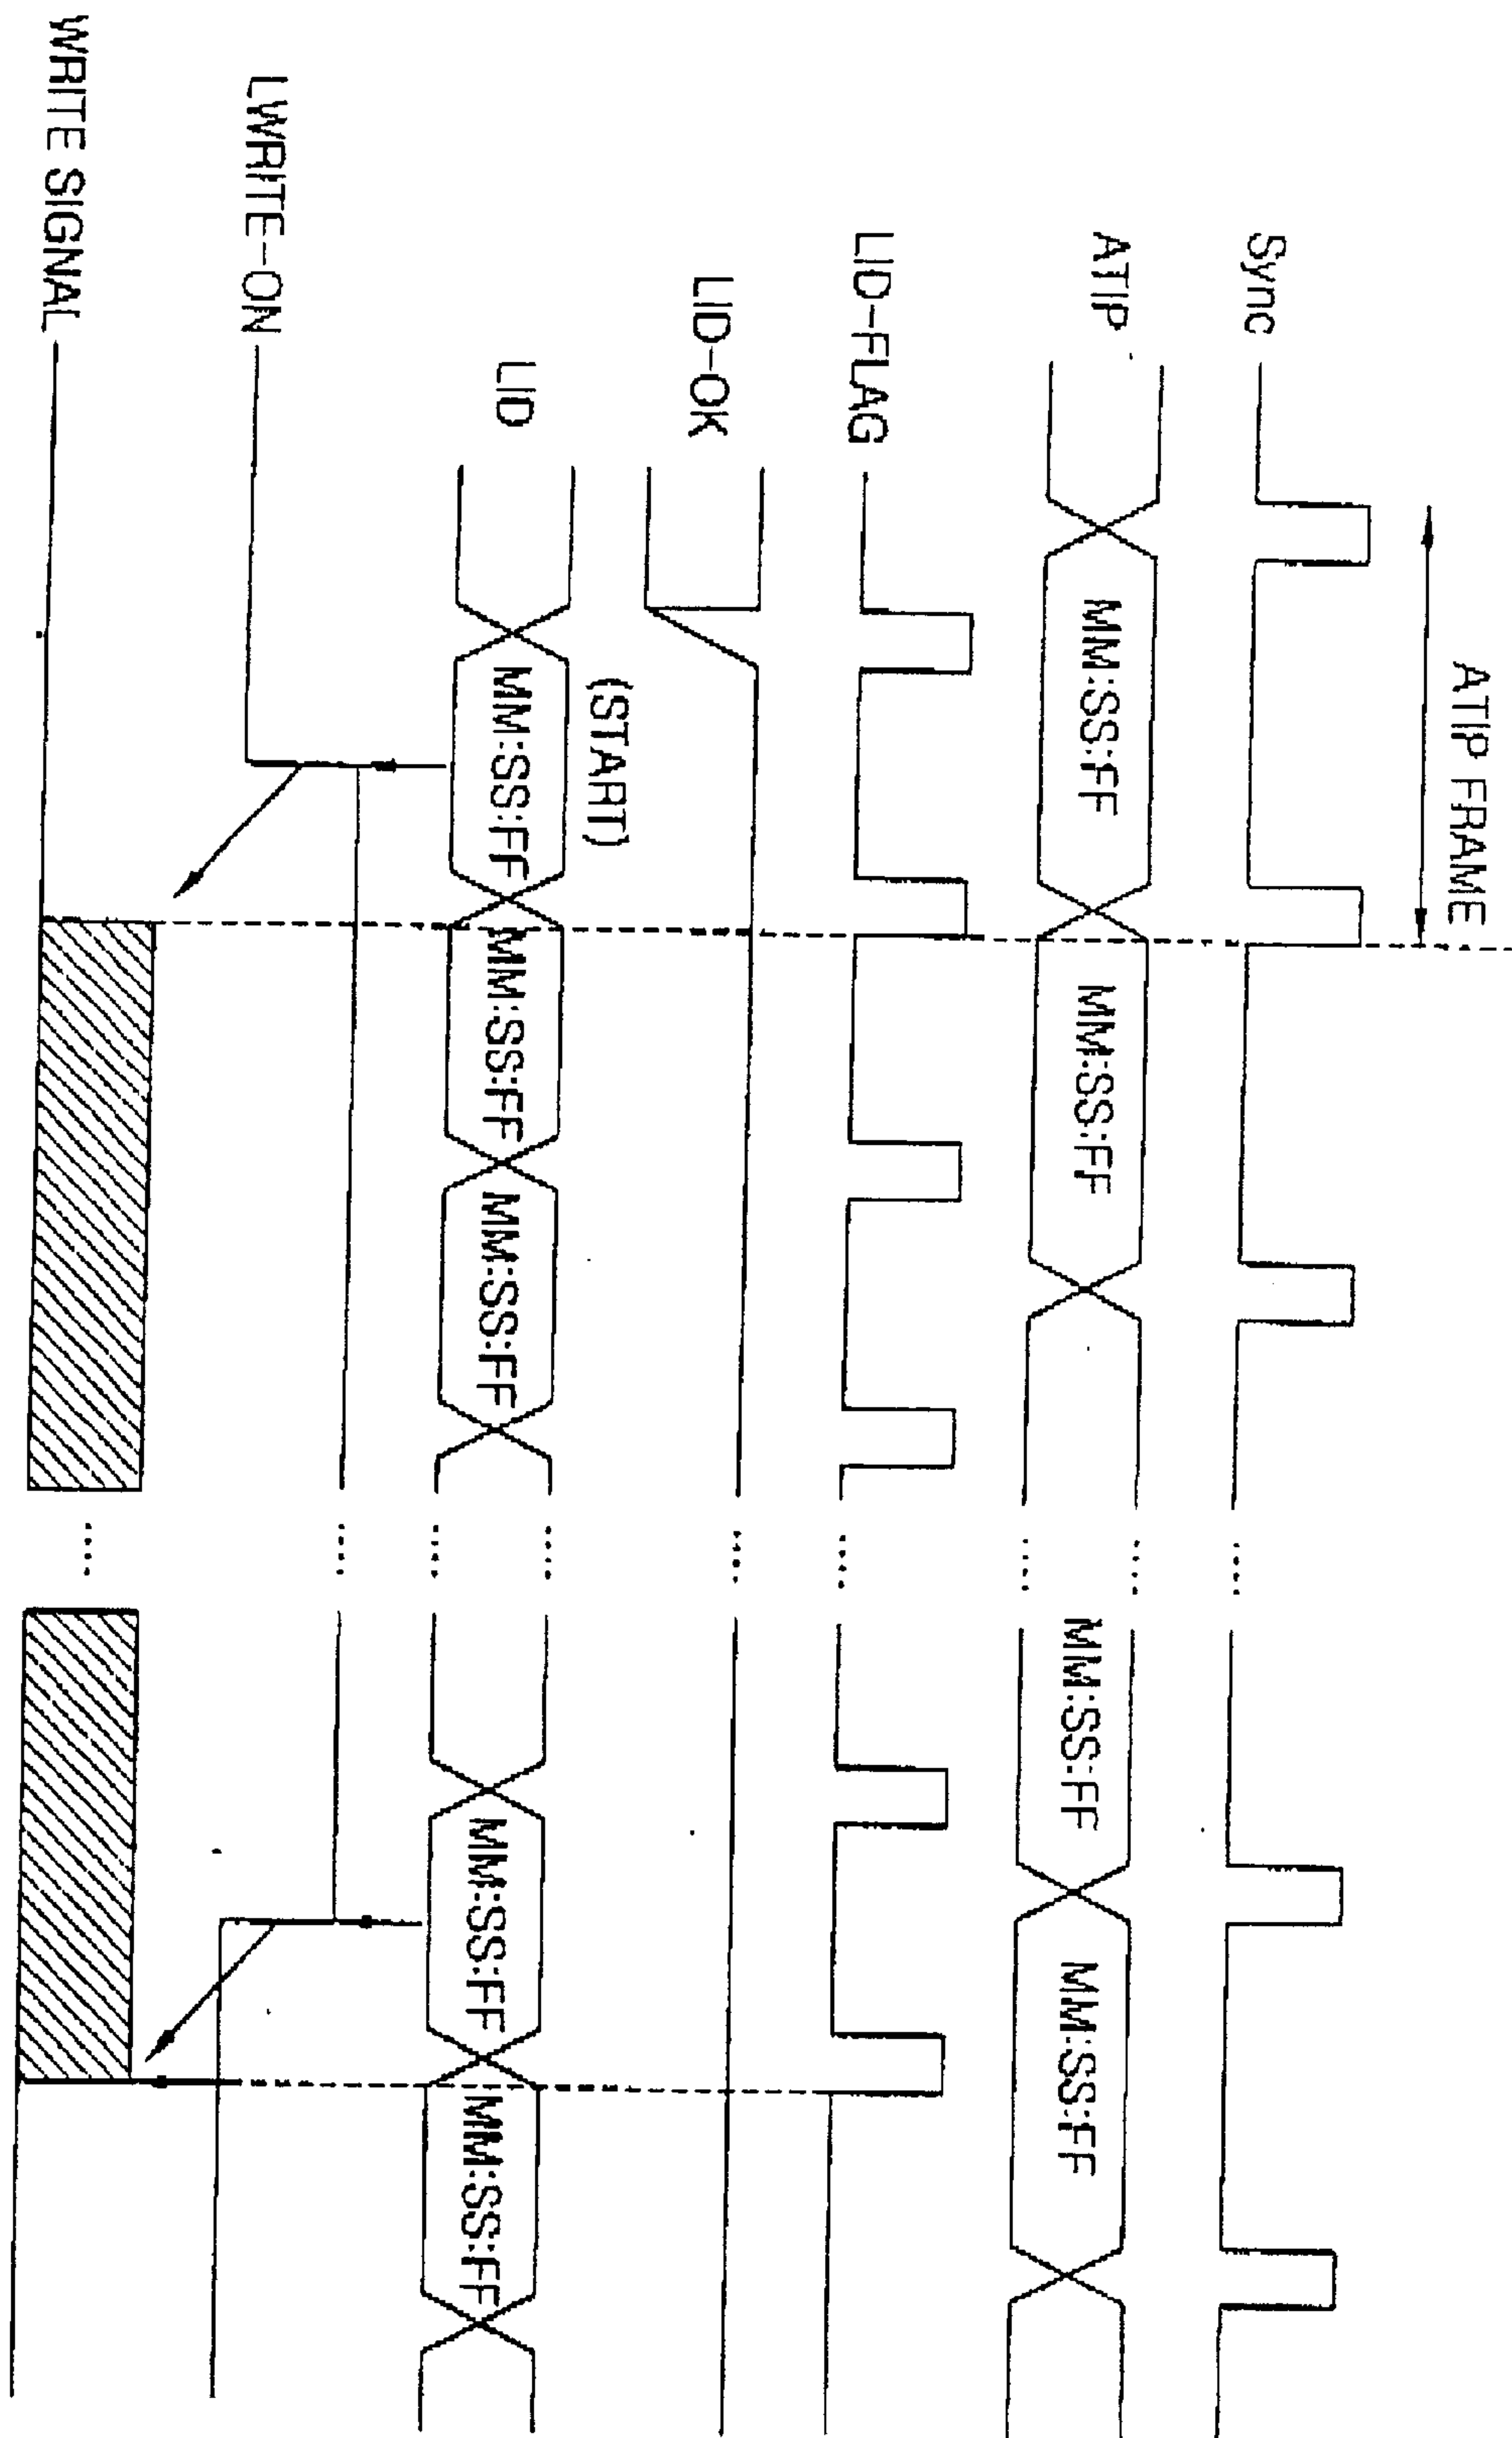 ATIP FRAME
Sync
ATIP
MM:SS:FF
MM:SS:FF
MM:SS:FF
MM:SS:FF
LID-FLAG
LID-OK
(START)
LID
MM:SS:FF
MM:SS:FF
MM:SS:FF
MM:SS:FF
MM:SS:FF
LWRITE-ON
WRITE SIGNAL